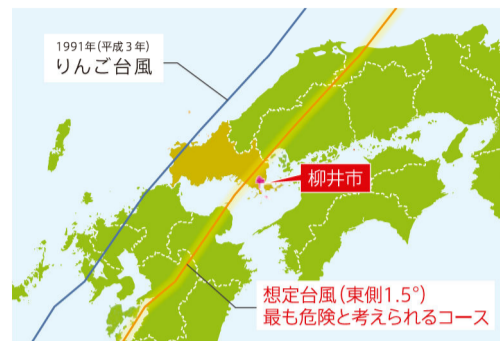 1991年(平成3年)
りんご台風
柳井市
想定台風(東側1.5°)
最も危険と考えられるコース